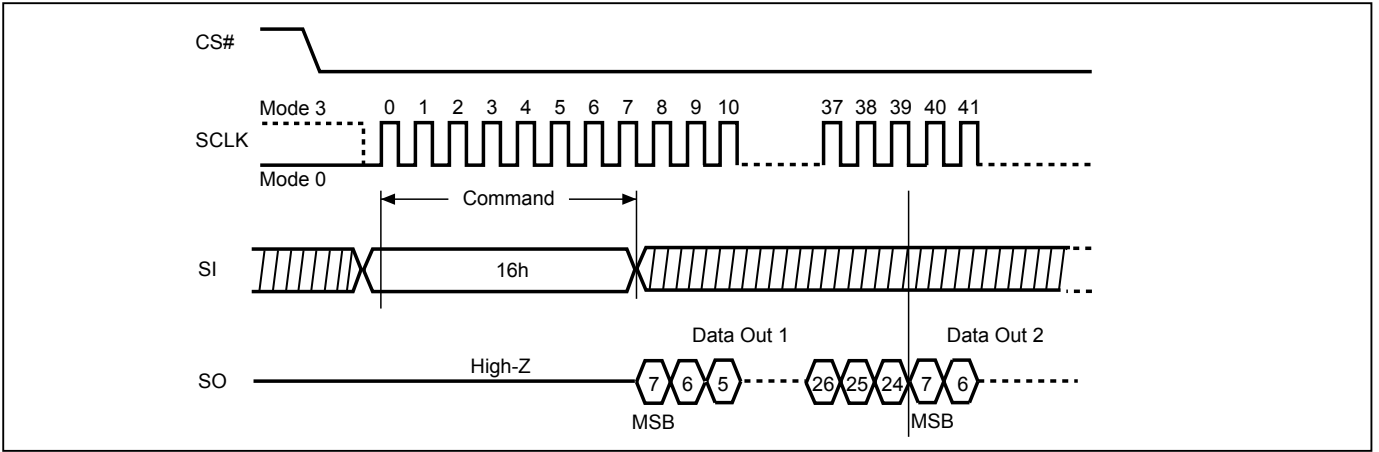 CS#
Mode 3
0 1 2 3 4 5 6 7 8 9 10 37 38 39 40 41
SCLK
Mode 0
Command
SI
16h
Data Out 1 Data Out 2
High-Z
SO
7 6 5 26 25 24 7 6
MSB MSB